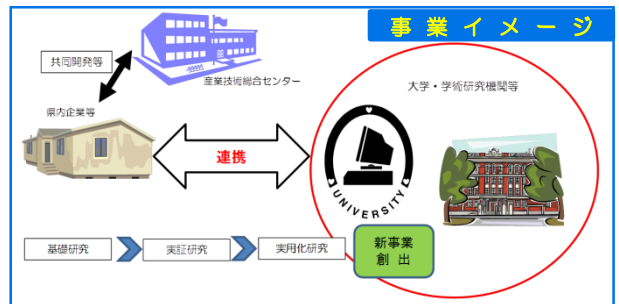 事業イメージ
共同開発等
産業技術総合センター
大学・学術研究機関等
県内企業等
連携
UNIVERSITY
基礎研究
実証研究
実用化研究
新事業
創出